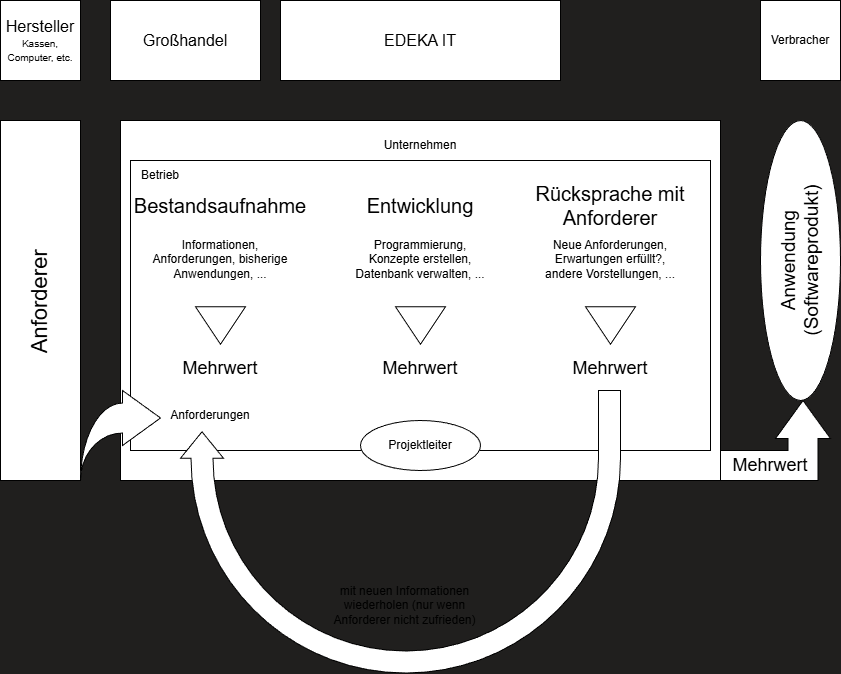 Hersteller
Kassen,
Computer, etc.
Großhandel
EDEKA IT
Verbracher
Unternehmen
Betrieb
Anforderer
Bestandsaufnahme
Informationen,
Anforderungen, bisherige
Anwendungen, ...
Mehrwert
Anforderungen
Entwicklung
Programmierung,
Konzepte erstellen,
Datenbank verwalten, ...
Mehrwert
Projektleiter
Rücksprache mit
Anforderer
Neue Anforderungen,
Erwartungen erfüllt?,
andere Vorstellungen, ...
Mehrwert
Anwendung
(Softwareprodukt)
Mehrwert
mit neuen Informationen
wiederholen (nur wenn
Anforderer nicht zufrieden)